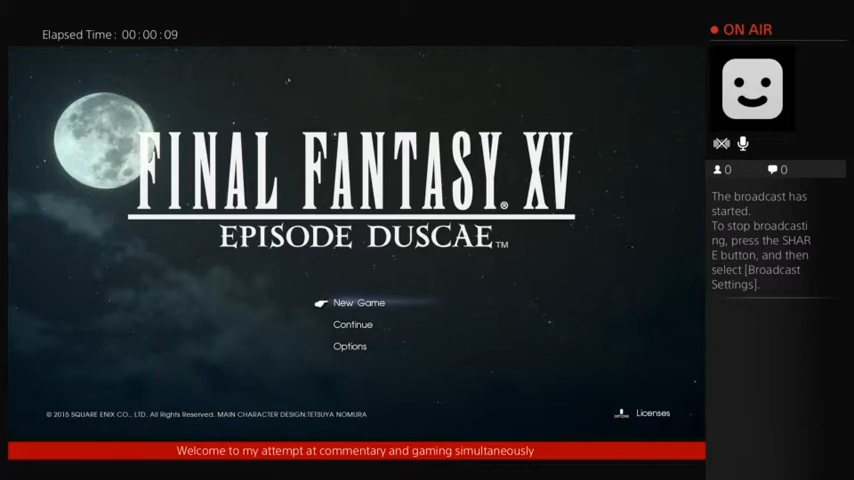 Elapsed Time : 00:00:09
ON AIR
FINAL FANTASY® XV
EPISODE DUSCAE™
0
0
The broadcast has
started.
To stop broadcasti
ng, press the SHAR
E button, and then
select [Broadcast
Settings].
New Game
Continue
Options
© 2015 SQUARE ENIX CO., LTD. All Rights Reserved. MAIN CHARACTER DESIGN:TETSUYA NOMURA
OPTIONS Licenses
Welcome to my attempt at commentary and gaming simultaneously